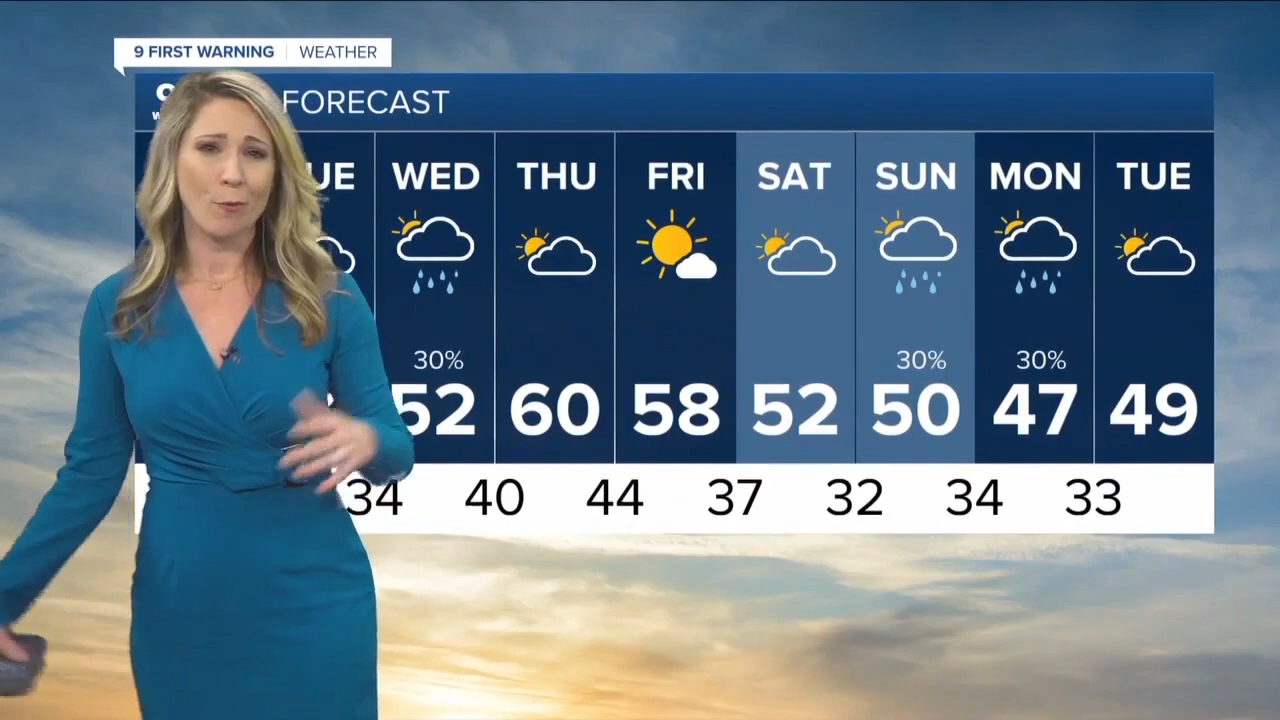 9 FIRST WARNING | WEATHER
FORECAST
UE WED THU FRI SAT SUN MON TUE
30% 30% 30%
52 60 58 52 50 47 49
34 40 44 37 32 34 33